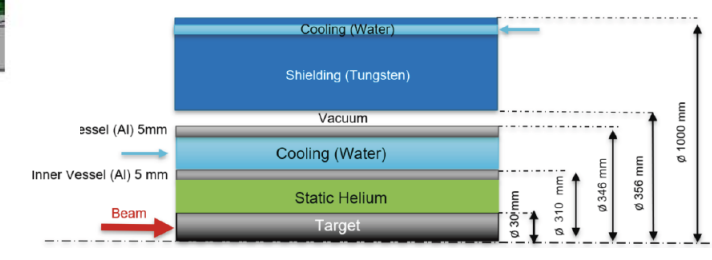 Cooling (Water)
Shielding (Tungsten)
Vacuum
essel (Al) 5mm
Cooling (Water)
Inner Vessel (Al) 5 mm
Static Helium
Beam
Target
Ø 30 mm
Ø 310 mm
Ø 346 mm
Ø 356 mm
Ø 1000 mm